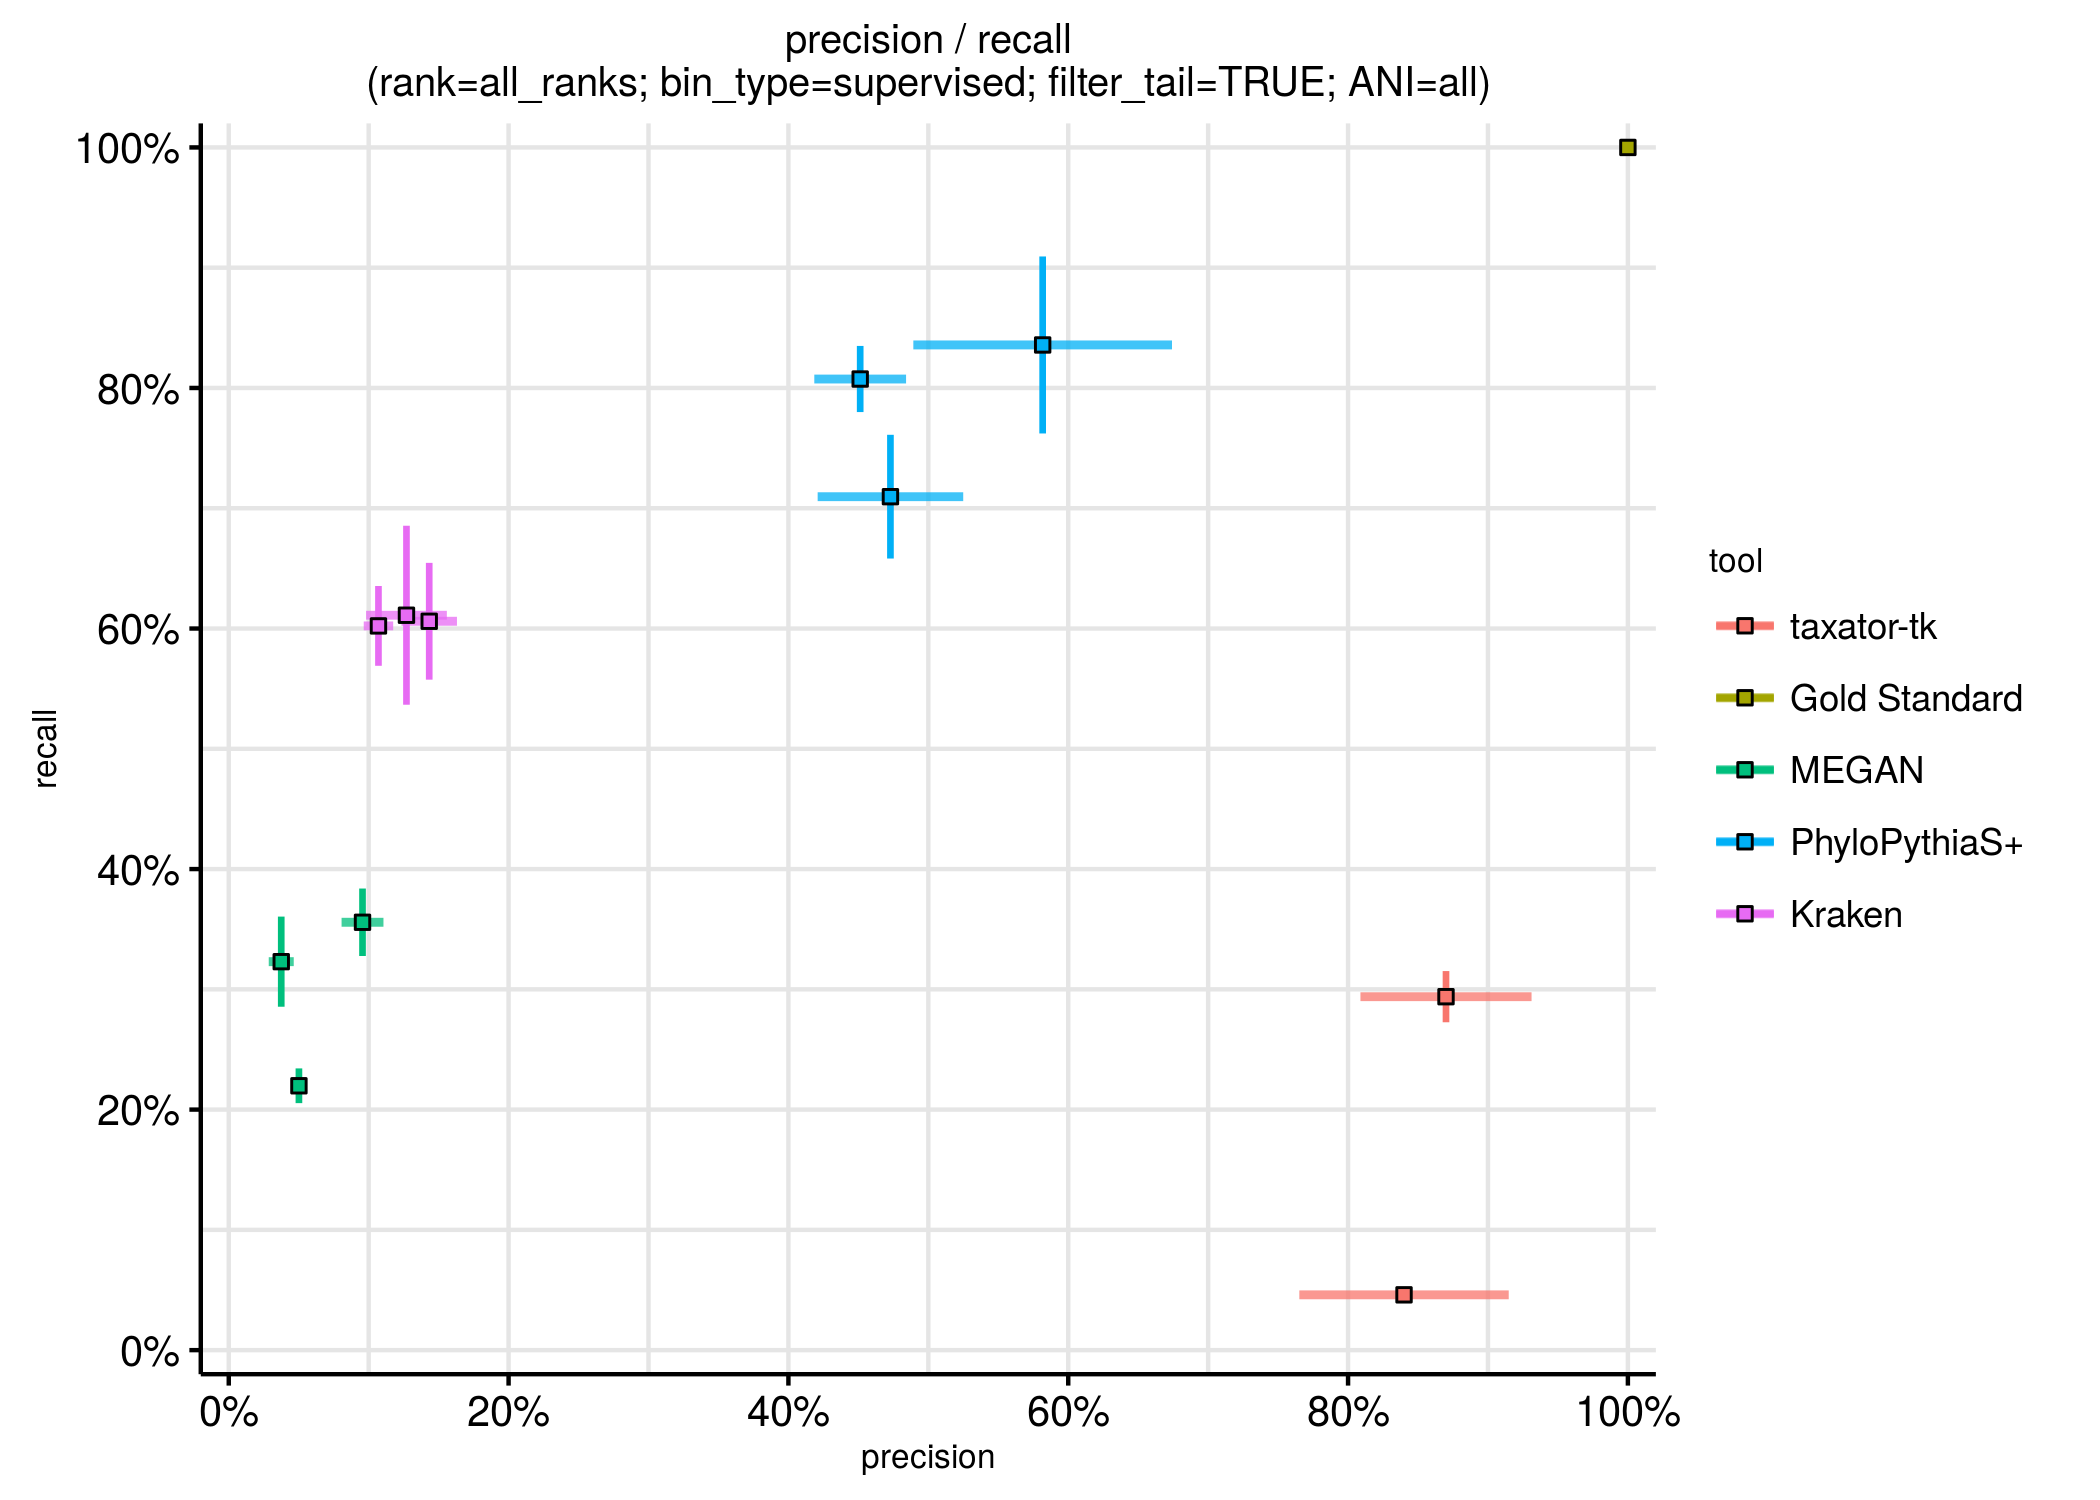 precision / recall
(rank=all_ranks; bin_type=supervised; filter_tail=TRUE; ANI=all)
100%
80%
60%
40%
20%
0%
recall
0%
20%
40%
60%
80%
100%
precision
tool
taxator-tk
Gold Standard
MEGAN
PhyloPythiaS+
Kraken